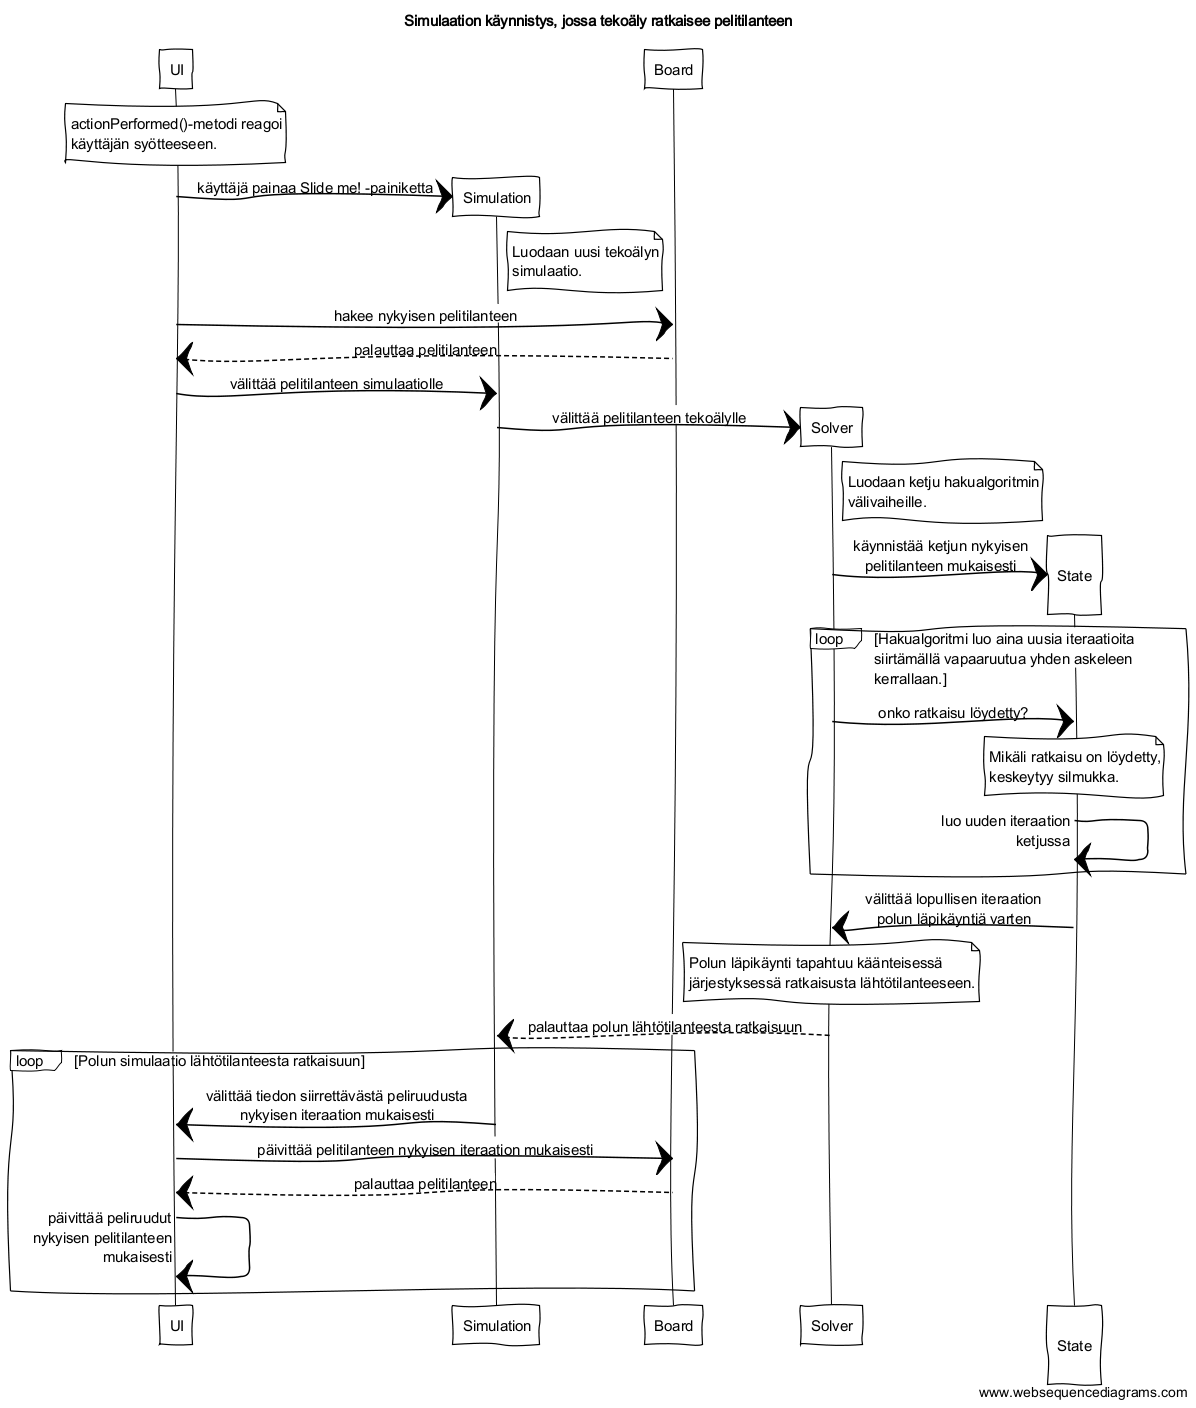 Simulaation käynnistys, jossa tekoäly ratkaisee pelitilanteen
UI
Board
actionPerformed()-metodi reagoi
käyttäjän syötteeseen.
käyttäjä painaa Slide me! -painiketta
Simulation
Luodaan uusi tekoälyn
simulaatio.
hakee nykyisen pelitilanteen
palauttaa pelitilanteen
välittää pelitilanteen simulaatiolle
välittää pelitilanteen tekoälylle
Solver
Luodaan ketju hakualgoritmin
välivaiheille.
käynnistää ketjun nykyisen
pelitilanteen mukaisesti
State
loop
[Hakualgoritmi luo aina uusia iteraatioita
siirtämällä vapaaruutua yhden askeleen
kerrallaan.]
onko ratkaisu löydetty?
Mikäli ratkaisu on löydetty,
keskeytyy silmukka.
luo uuden iteraation
ketjussa
välittää lopullisen iteraation
polun läpikäyntiä varten
Polun läpikäynti tapahtuu käänteisessä
järjestyksessä ratkaisusta lähtötilanteeseen.
palauttaa polun lähtötilanteesta ratkaisuun
loop
[Polun simulaatio lähtötilanteesta ratkaisuun]
välittää tiedon siirrettävästä peliruudusta
nykyisen iteraation mukaisesti
päivittää pelitilanteen nykyisen iteraation mukaisesti
palauttaa pelitilanteen
päivittää peliruudut
nykyisen pelitilanteen
mukaisesti
UI
Simulation
Board
Solver
State
www.websequencediagrams.com